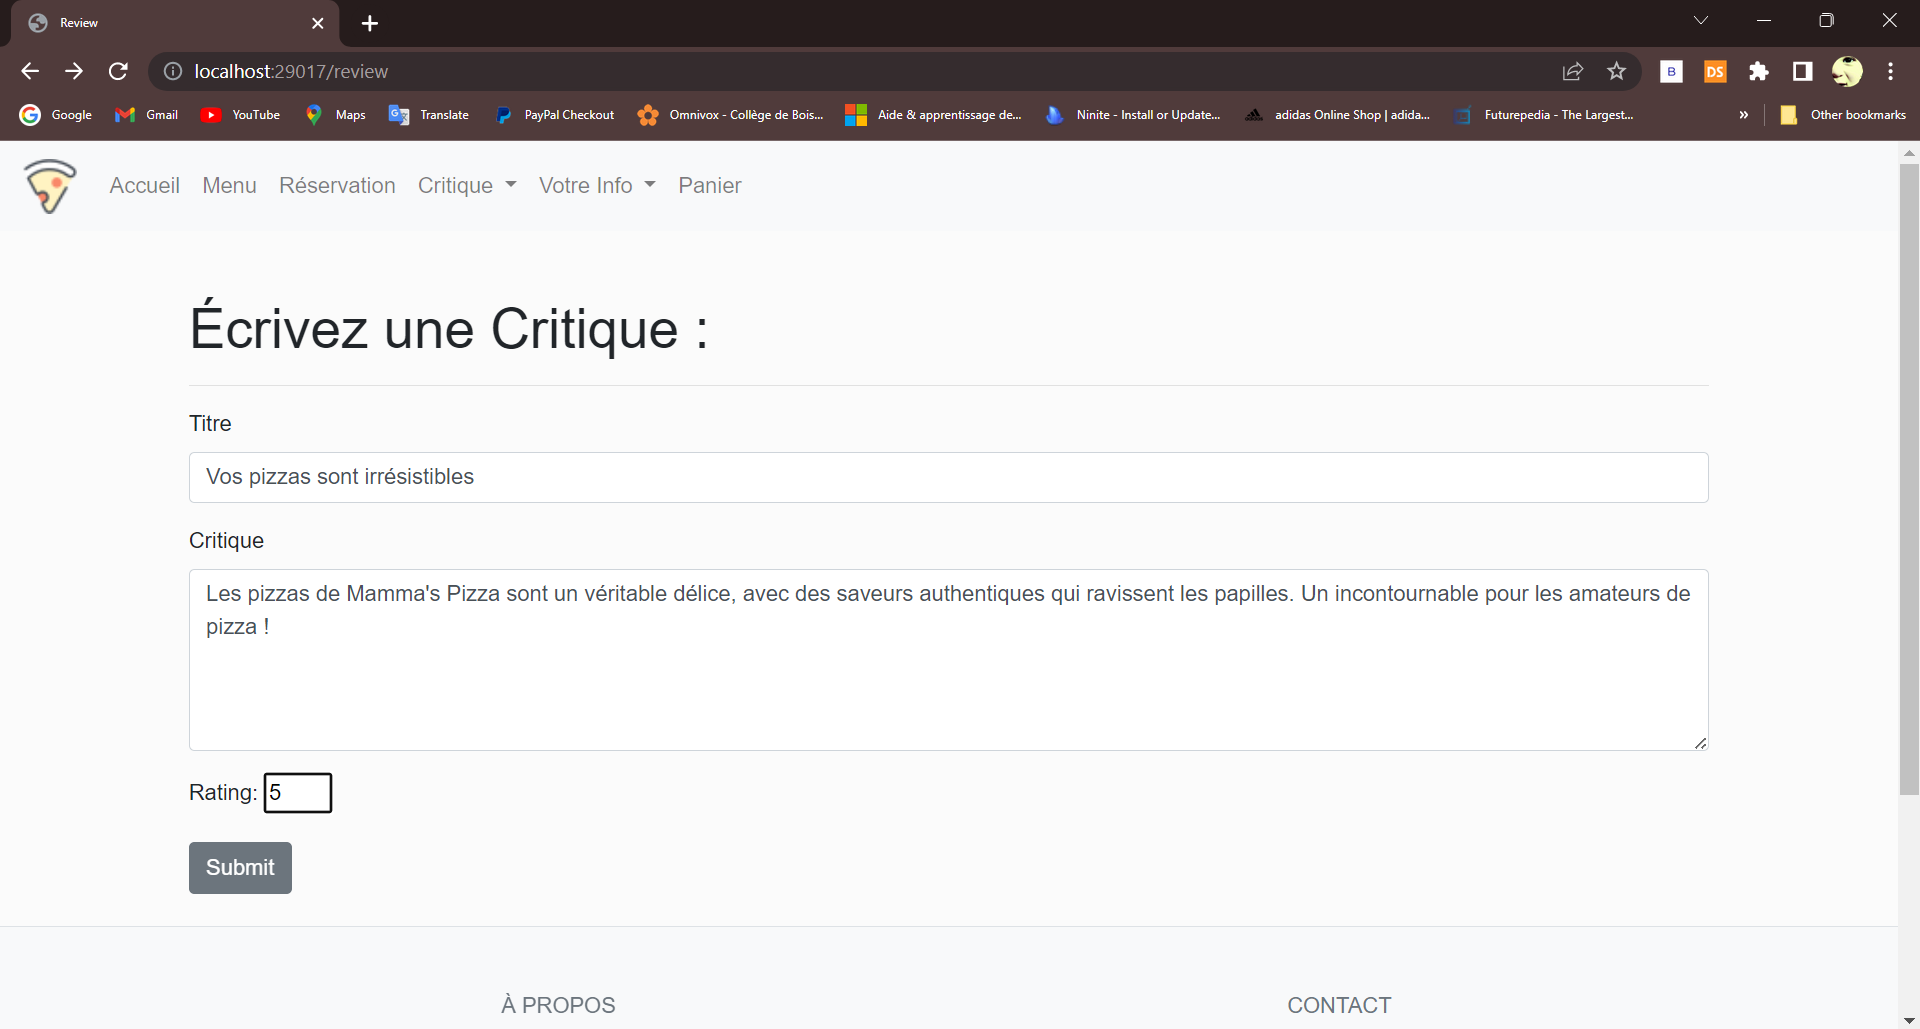 Review
localhost:29017/review
B
DS
Google
Gmail
YouTube
Maps
Translate
PayPal Checkout
Omnivox - Collège de Bois...
Aide & apprentissage de...
Ninite - Install or Update...
adidas Online Shop | adida...
Futurepedia - The Largest...
»
Other bookmarks
Accueil
Menu
Réservation
Critique
Votre Info
Panier
Écrivez une Critique :
Titre
Vos pizzas sont irrésistibles
Critique
Les pizzas de Mamma's Pizza sont un véritable délice, avec des saveurs authentiques qui ravissent les papilles. Un incontournable pour les amateurs de
pizza !
Rating: 5
Submit
À PROPOS
CONTACT